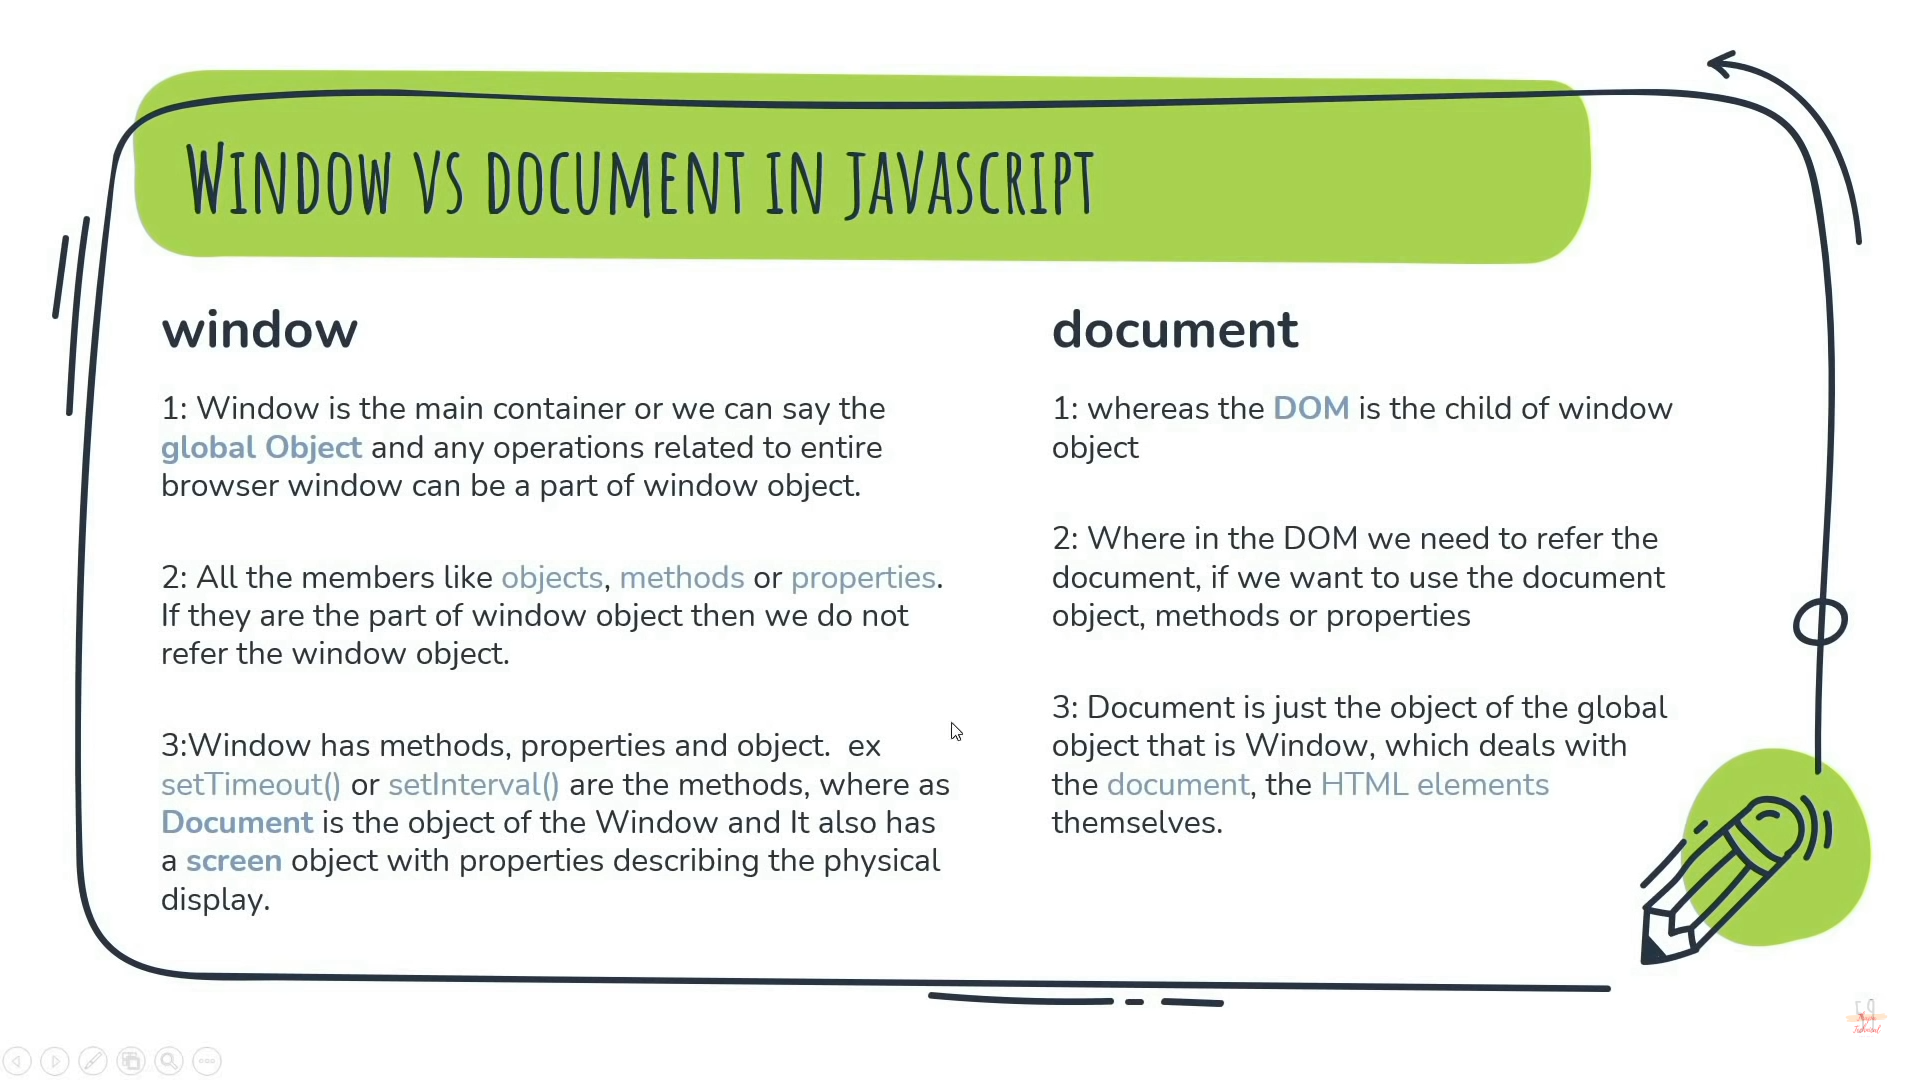 Window vs document in javascript
window
1: Window is the main container or we can say the
global Object and any operations related to entire
browser window can be a part of window object.
2: All the members like objects, methods or properties.
If they are the part of window object then we do not
refer the window object.
3:Window has methods, properties and object.  ex
setTimeout() or setInterval() are the methods, where as
Document is the object of the Window and It also has
a screen object with properties describing the physical
display.
document
1: whereas the DOM is the child of window
object
2: Where in the DOM we need to refer the
document, if we want to use the document
object, methods or properties
3: Document is just the object of the global
object that is Window, which deals with
the document, the HTML elements
themselves.